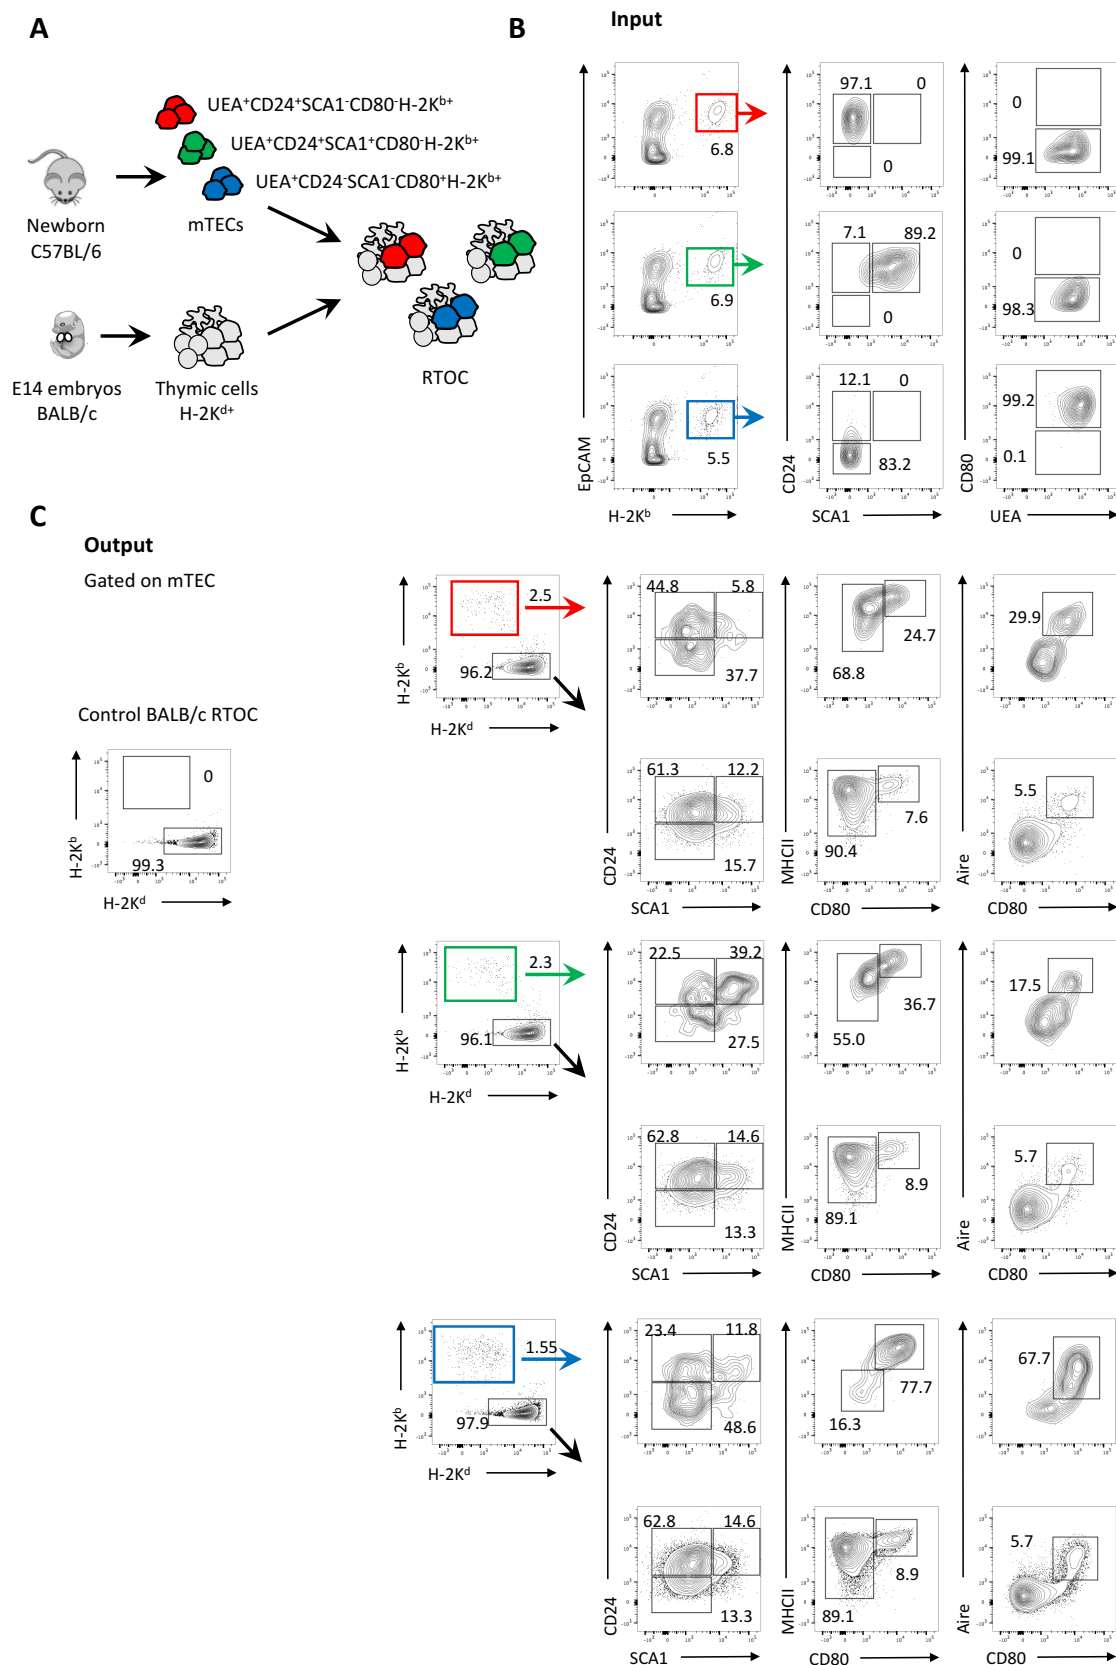 A
UEA⁺CD24⁺SCA1⁻CD80⁻H-2Kᵇ⁺
UEA⁺CD24⁺SCA1⁺CD80⁻H-2Kᵇ⁺
UEA⁺CD24⁻SCA1⁻CD80⁺H-2Kᵇ⁺
Newborn
C57BL/6
mTECs
E14 embryos
BALB/c
Thymic cells
H-2Kᵈ⁺
RTOC
B
Input
6.8
97.1
0
0
0
99.1
6.9
7.1
89.2
0
0
98.3
5.5
12.1
0
83.2
99.2
0.1
EpCAM
H-2Kᵇ
CD24
SCA1
CD80
UEA
C
Output
Gated on mTEC
Control BALB/c RTOC
0
99.3
H-2Kᵇ
H-2Kᵈ
2.5
96.2
H-2Kᵇ
H-2Kᵈ
44.8
5.8
37.7
24.7
68.8
29.9
61.3
12.2
15.7
7.6
90.4
5.5
CD24
SCA1
MHCII
CD80
Aire
CD80
2.3
96.1
H-2Kᵇ
H-2Kᵈ
22.5
39.2
27.5
36.7
55.0
17.5
62.8
14.6
13.3
8.9
89.1
5.7
CD24
SCA1
MHCII
CD80
Aire
CD80
1.55
97.9
H-2Kᵇ
H-2Kᵈ
23.4
11.8
48.6
77.7
16.3
67.7
62.8
14.6
13.3
8.9
89.1
5.7
CD24
SCA1
MHCII
CD80
Aire
CD80